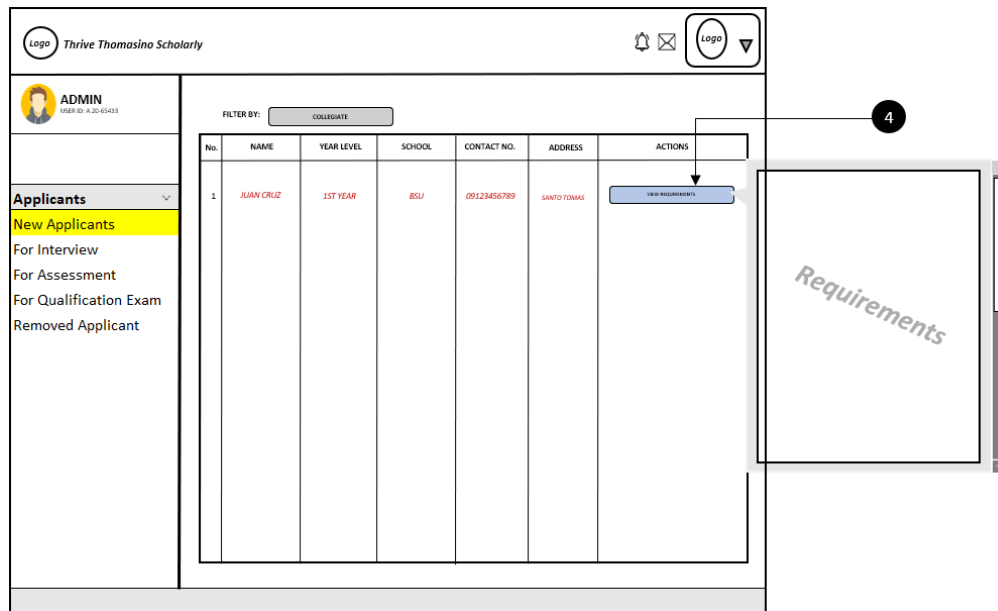 Logo Thrive Thomasino Scholarly
Logo
ADMIN
USER ID: A 20-65433
FILTER BY: COLLEGIATE
4
No. NAME YEAR LEVEL SCHOOL CONTACT NO. ADDRESS ACTIONS
1 JUAN CRUZ 1ST YEAR BSU 09123456789 SANTO TOMAS VIEW REQUIREMENTS
Applicants
New Applicants
For Interview
For Assessment
For Qualification Exam
Removed Applicant
Requirements